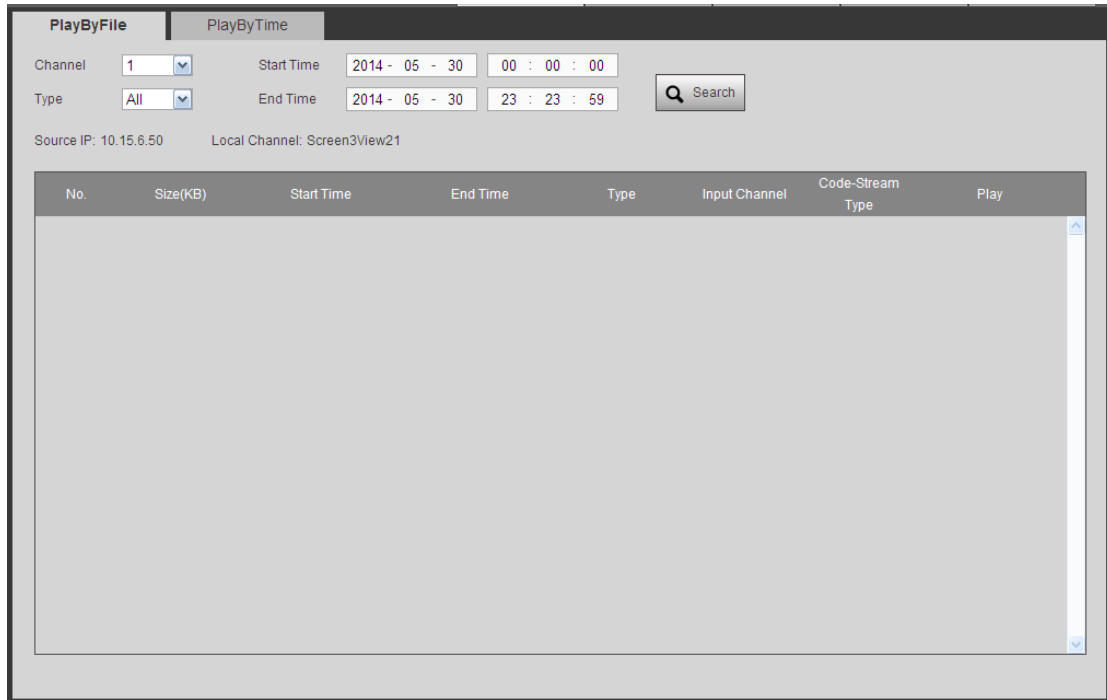 PlayByFile PlayByTime
Channel 1 Start Time 2014 - 05 - 30 00 : 00 : 00
Type All End Time 2014 - 05 - 30 23 : 23 : 59 Search
Source IP: 10.15.6.50 Local Channel: Screen3View21
No. Size(KB) Start Time End Time Type Input Channel Code-Stream Type Play